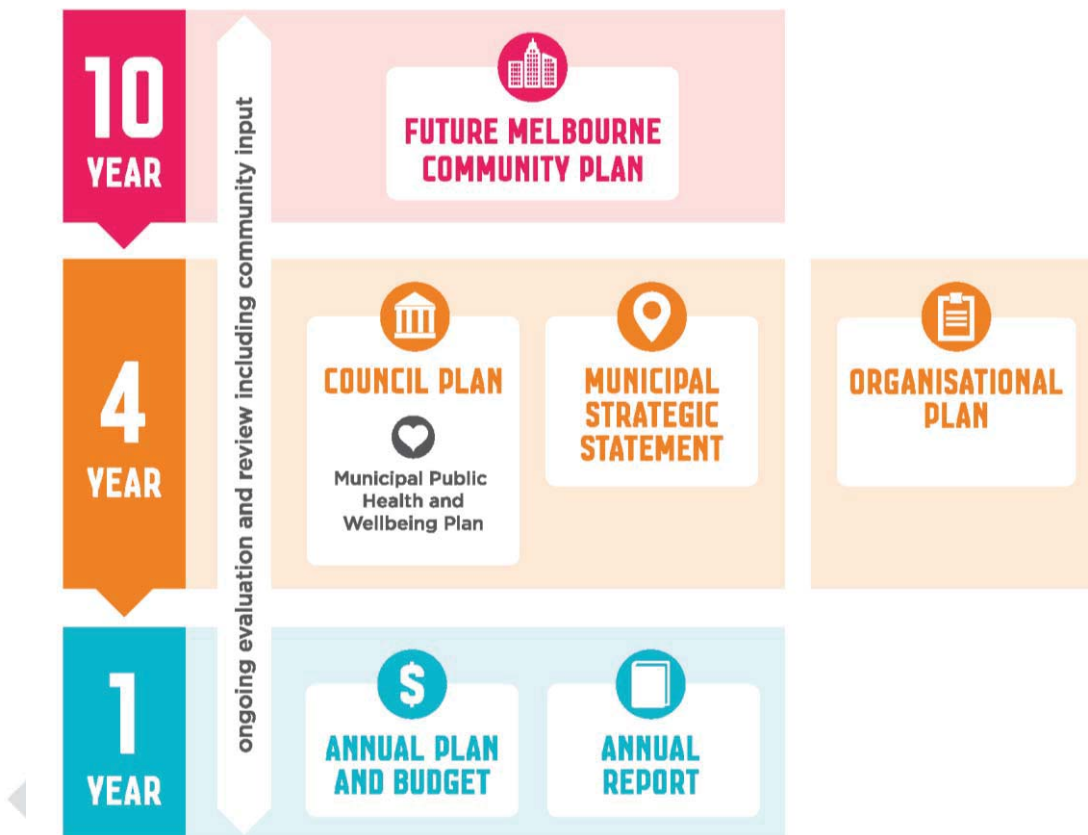 10
YEAR
FUTURE MELBOURNE
COMMUNITY PLAN
ongoing evaluation and review including community input
4
YEAR
COUNCIL PLAN
Municipal Public
Health and
Wellbeing Plan
MUNICIPAL
STRATEGIC
STATEMENT
ORGANISATIONAL
PLAN
1
YEAR
$
ANNUAL PLAN
AND BUDGET
ANNUAL
REPORT